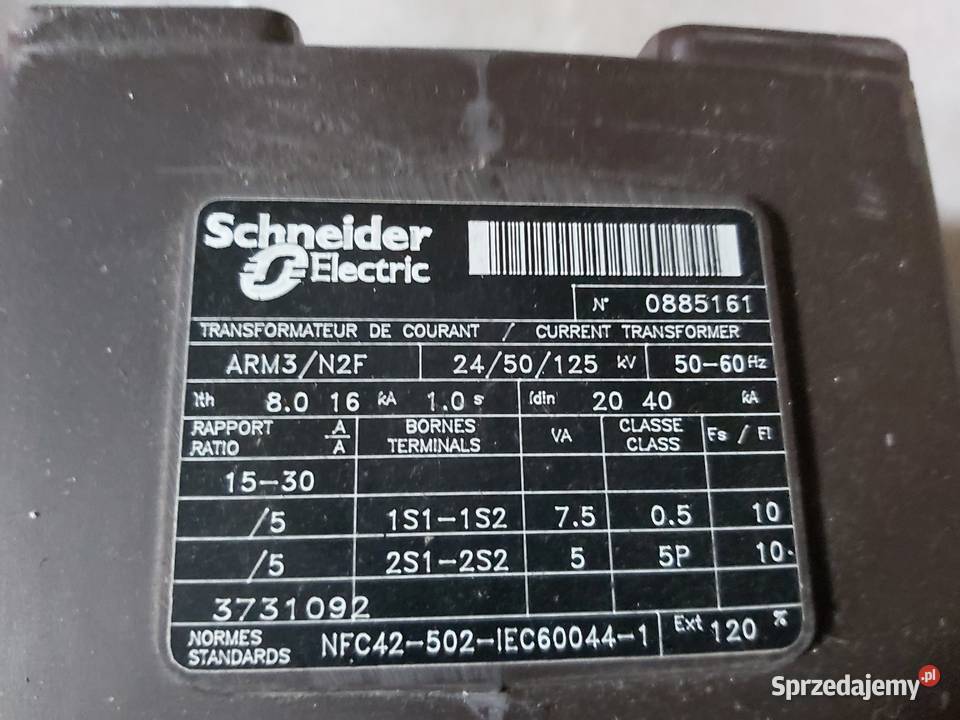 Schneider
Electric
N° 0885161
TRANSFORMATEUR DE COURANT / CURRENT TRANSFORMER
ARM3/N2F 24/50/125 kV 50-60 Hz
Ith 8.0 16 kA 1.0 s Idin 20 40 kA
RAPPORT A BORNES VA CLASSE Fs / Fl
RATIO A TERMINALS CLASS
15-30
/5 1S1-1S2 7.5 0.5 10
/5 2S1-2S2 5 5P 10
3731092
NORMES
STANDARDS NFC42-502-IEC60044-1 Ext 120 %
Sprzedajemy.pl